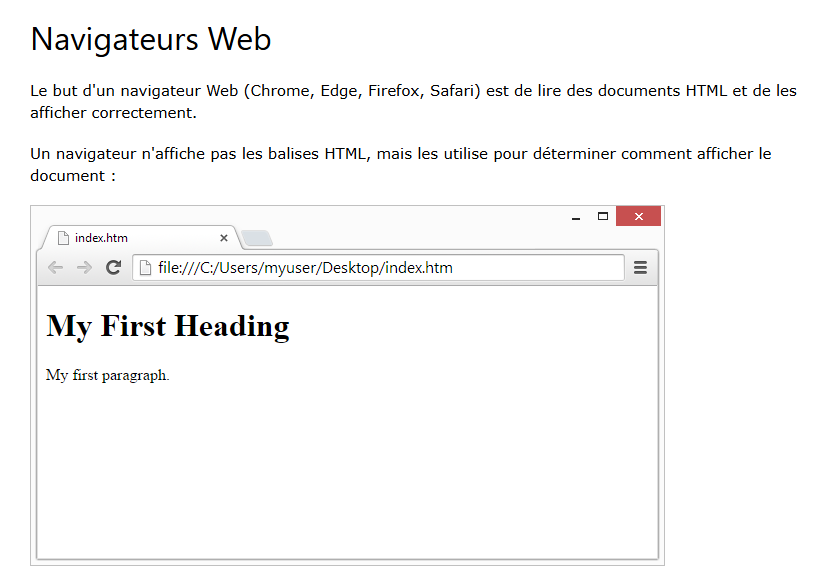 Navigateurs Web
Le but d'un navigateur Web (Chrome, Edge, Firefox, Safari) est de lire des documents HTML et de les
afficher correctement.
Un navigateur n'affiche pas les balises HTML, mais les utilise pour déterminer comment afficher le
document :
index.htm
file:///C:/Users/myuser/Desktop/index.htm
My First Heading
My first paragraph.